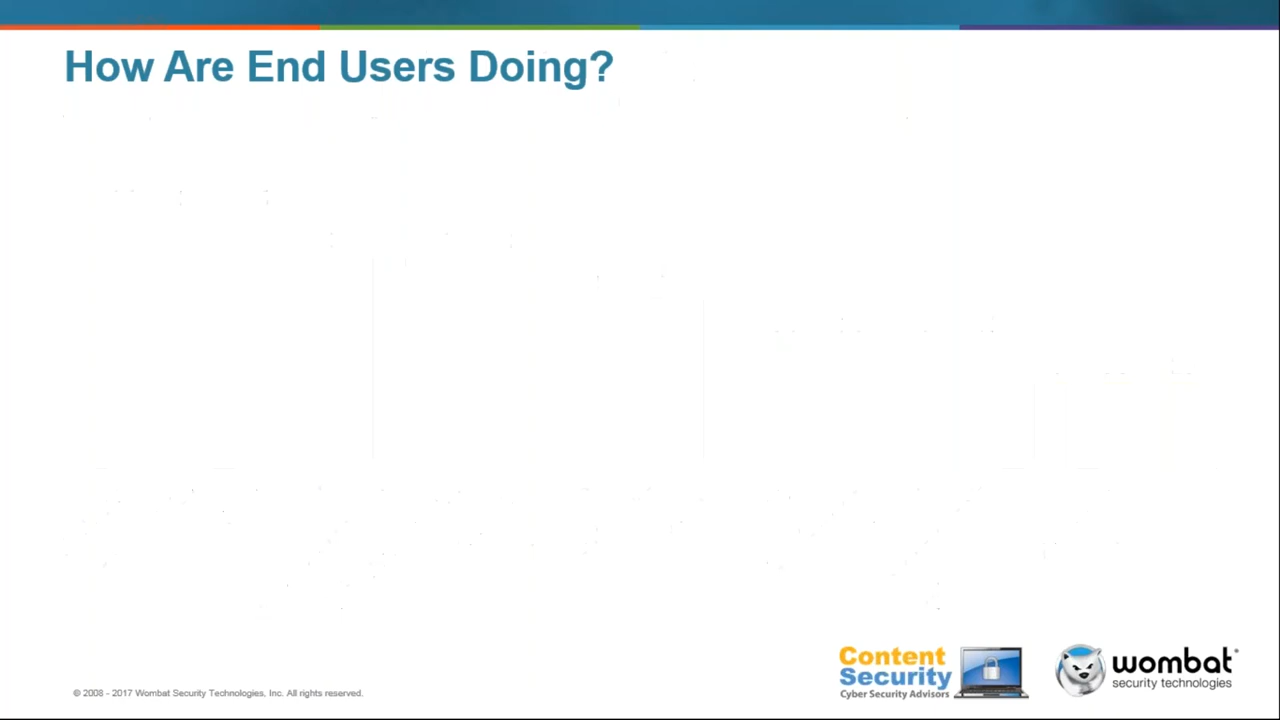 How Are End Users Doing?
© 2008 - 2017 Wombat Security Technologies, Inc. All rights reserved.
Content
Security
Cyber Security Advisors
wombat
security technologies